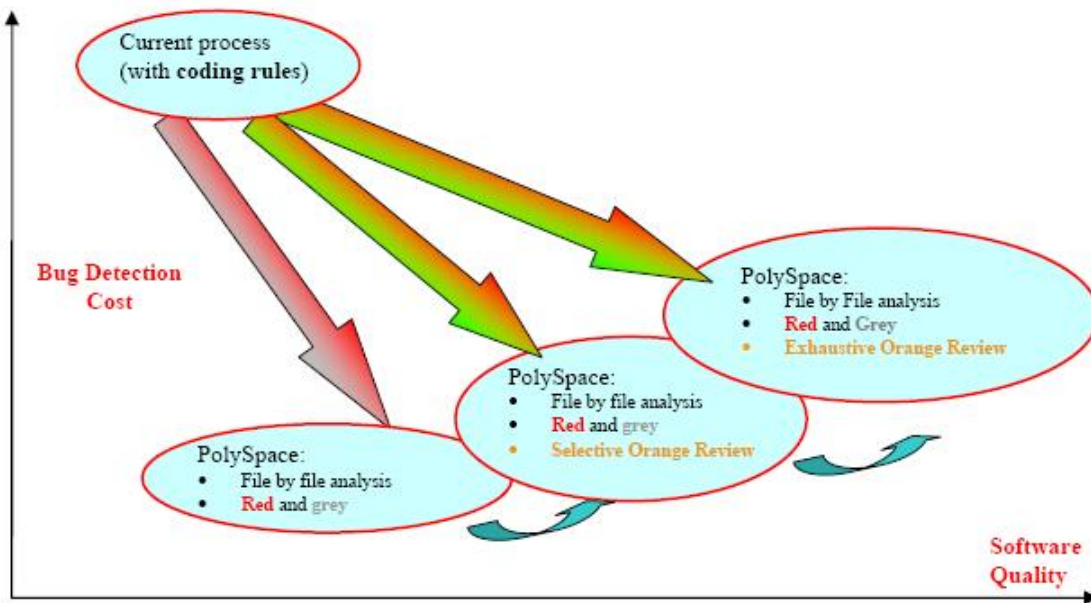 Current process
(with coding rules)
Bug Detection
Cost
PolySpace:
• File by File analysis
• Red and Grey
• Exhaustive Orange Review
PolySpace:
• File by file analysis
• Red and grey
• Selective Orange Review
PolySpace:
• File by file analysis
• Red and grey
Software
Quality